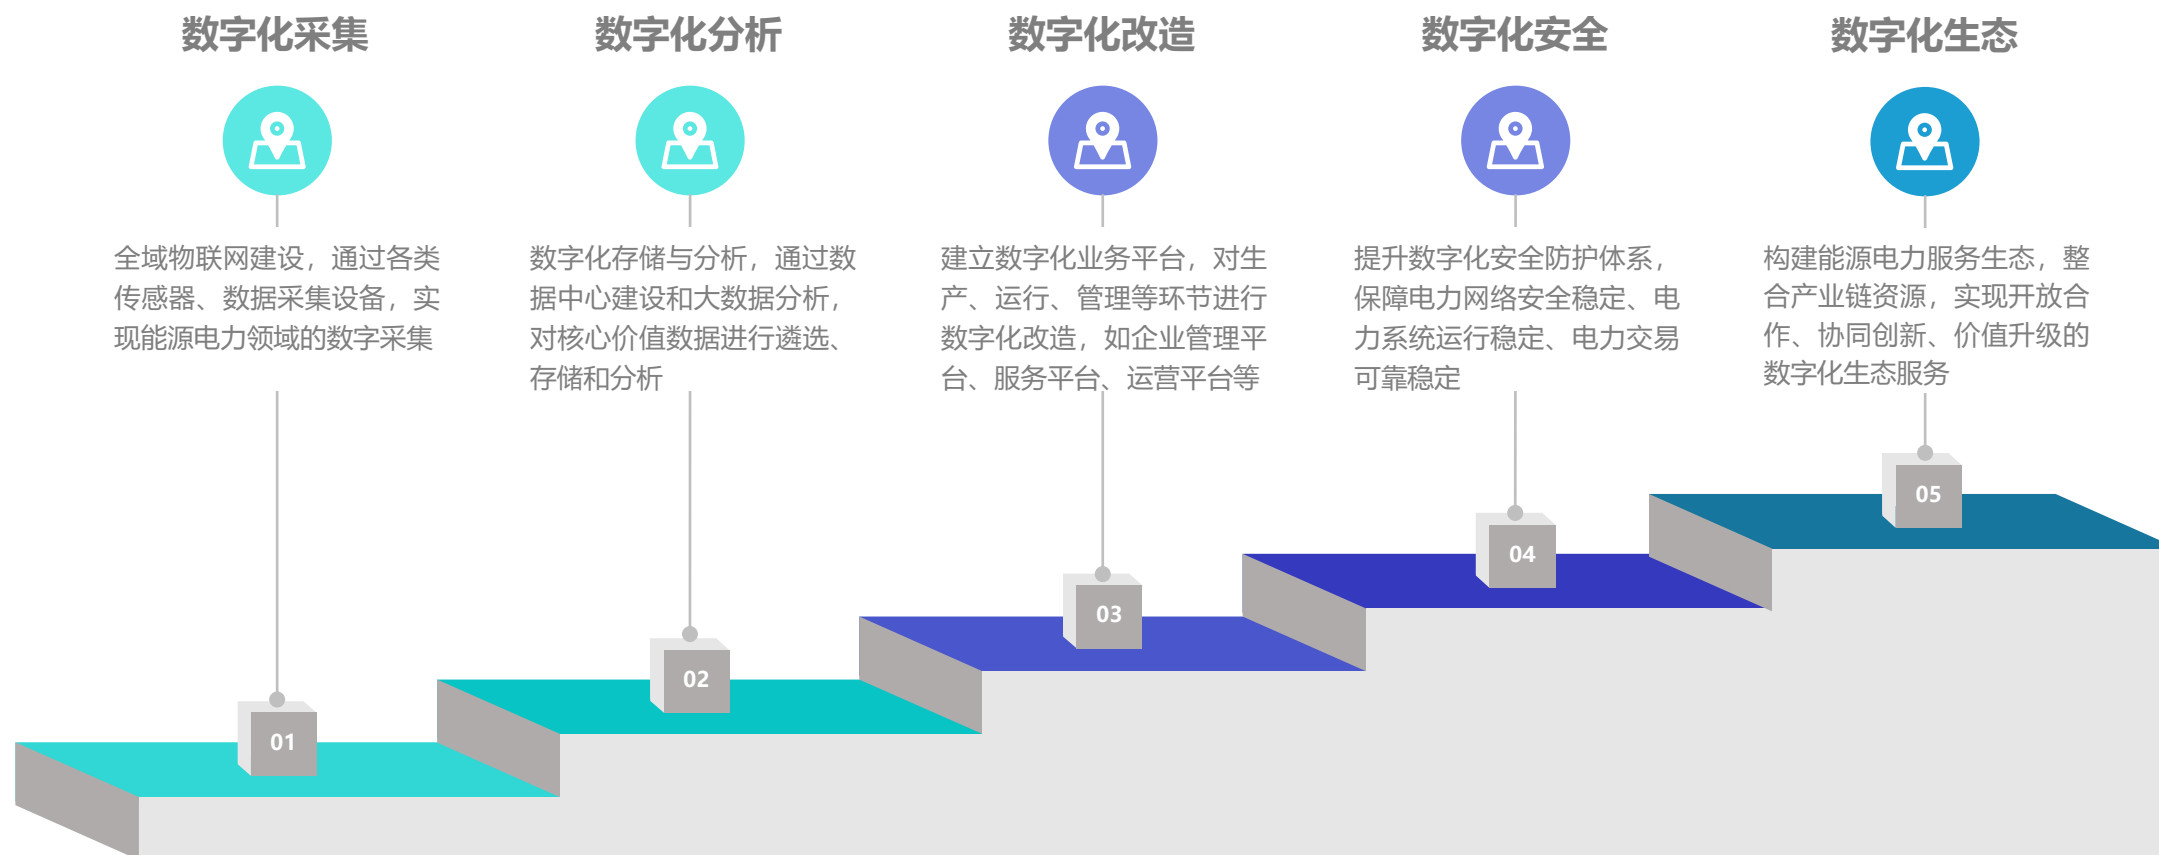 数字化采集
全域物联网建设，通过各类
传感器、数据采集设备，实
现能源电力领域的数字采集
01
数字化分析
数字化存储与分析，通过数
据中心建设和大数据分析，
对核心价值数据进行遴选、
存储和分析
02
数字化改造
建立数字化业务平台，对生
产、运行、管理等环节进行
数字化改造，如企业管理平
台、服务平台、运营平台等
03
数字化安全
提升数字化安全防护体系，
保障电力网络安全稳定、电
力系统运行稳定、电力交易
可靠稳定
04
数字化生态
构建能源电力服务生态，整
合产业链资源，实现开放合
作、协同创新、价值升级的
数字化生态服务
05